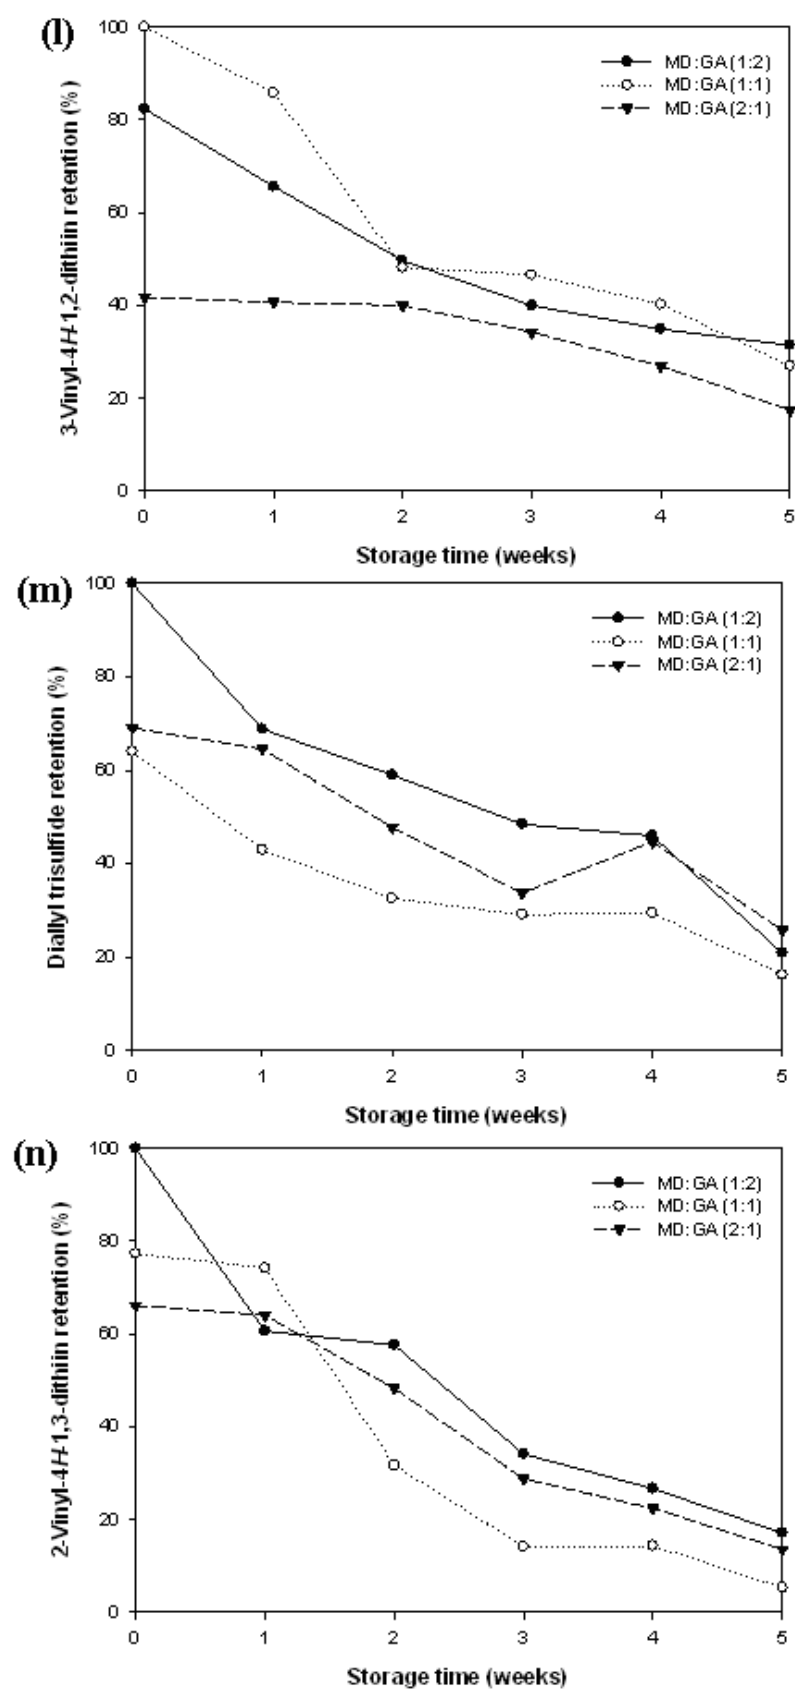 (l)
100
80
60
40
20
0
3-Vinyl-4H-1,2-dithiin retention (%)
MD:GA (1:2)
MD:GA (1:1)
MD:GA (2:1)
0 1 2 3 4 5
Storage time (weeks)
(m)
100
80
60
40
20
0
Diallyl trisulfide retention (%)
MD:GA (1:2)
MD:GA (1:1)
MD:GA (2:1)
0 1 2 3 4 5
Storage time (weeks)
(n)
100
80
60
40
20
0
2-Vinyl-4H-1,3-dithiin retention (%)
MD:GA (1:2)
MD:GA (1:1)
MD:GA (2:1)
0 1 2 3 4 5
Storage time (weeks)